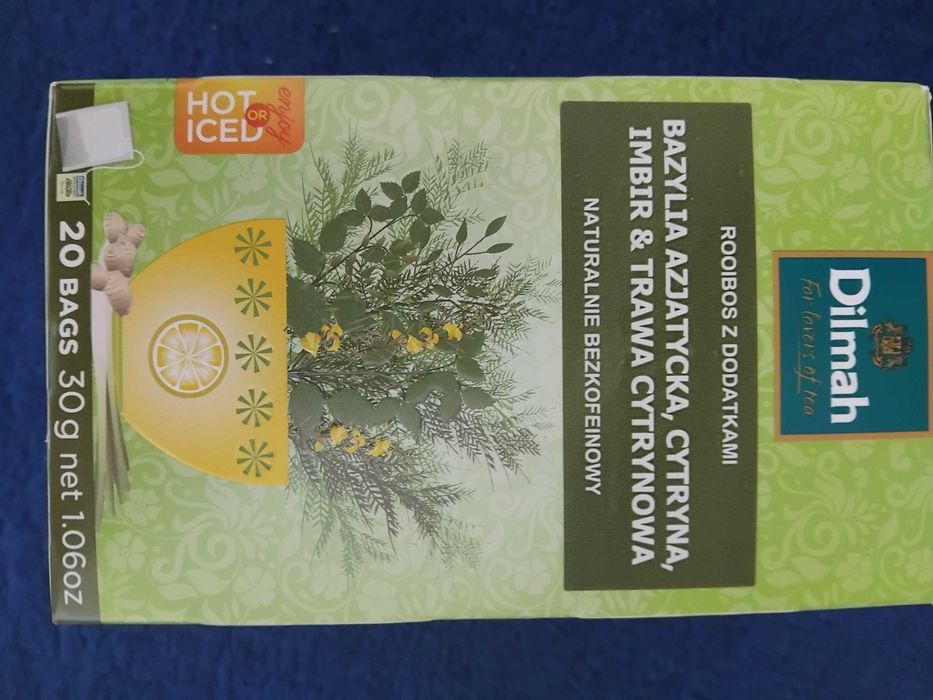 Dilmah
For lovers of tea
ROOIBOS Z DODATKAMI
BAZYLIA AZJATYCKA, CYTRYNA,
IMBIR & TRAWA CYTRYNOWA
NATURALNIE BEZKOFEINOWY
enjoy
HOT
OR
ICED
20 BAGS 30g net 1.06oz